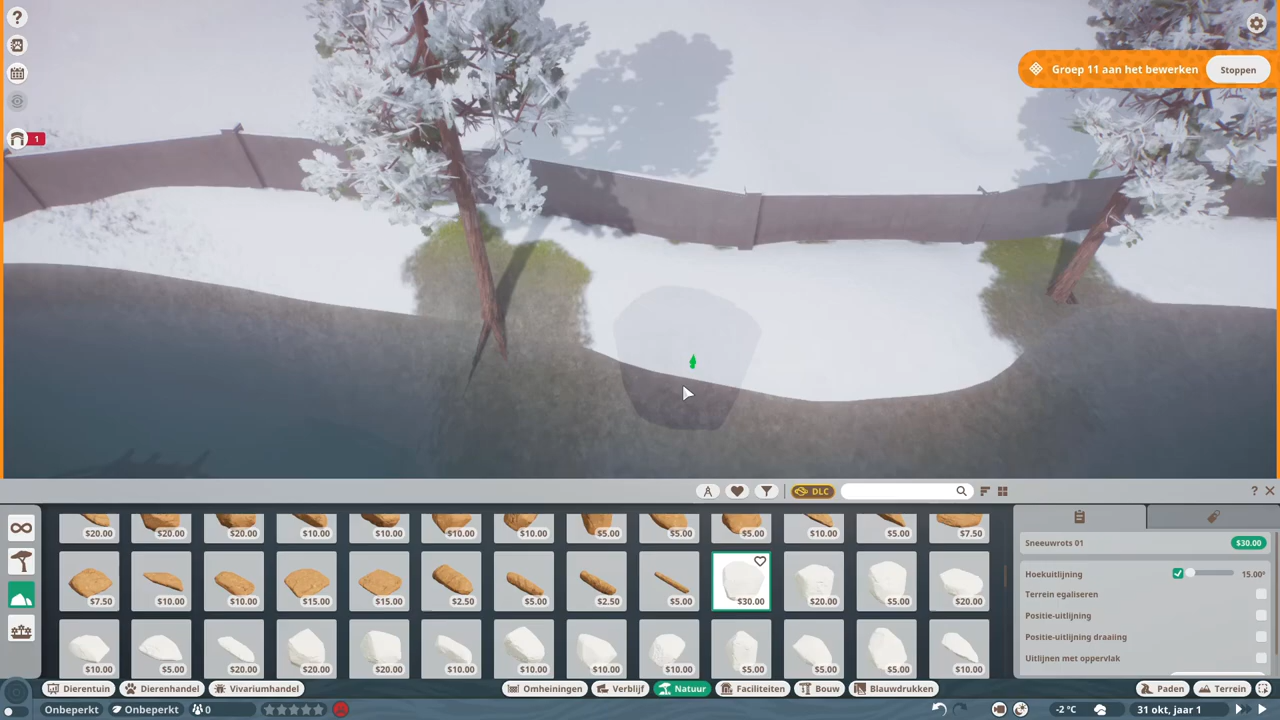 Groep 11 aan het bewerken
Stoppen
1
DLC
$20.00 $20.00 $20.00 $10.00 $10.00 $10.00 $10.00 $5.00 $5.00 $5.00 $10.00 $5.00 $7.50
$7.50 $10.00 $10.00 $15.00 $15.00 $2.50 $5.00 $2.50 $5.00 $30.00 $20.00 $5.00 $20.00
$10.00 $5.00 $20.00 $20.00 $20.00 $10.00 $10.00 $10.00 $10.00 $5.00 $5.00 $5.00 $10.00
Sneeuwrots 01 $30.00
Hoekuitlijning 15.00°
Terrein egaliseren
Positie-uitlijning
Positie-uitlijning draaiing
Uitlijnen met oppervlak
Dierentuin Dierenhandel Vivariumhandel Omheiningen Verblijf Natuur Faciliteiten Bouw Blauwdrukken Paden Terrein
Onbeperkt Onbeperkt 0 -2 °C 31 okt, jaar 1